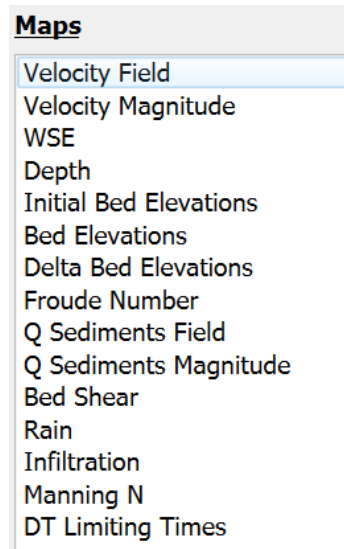 Maps
Velocity Field
Velocity Magnitude
WSE
Depth
Initial Bed Elevations
Bed Elevations
Delta Bed Elevations
Froude Number
Q Sediments Field
Q Sediments Magnitude
Bed Shear
Rain
Infiltration
Manning N
DT Limiting Times